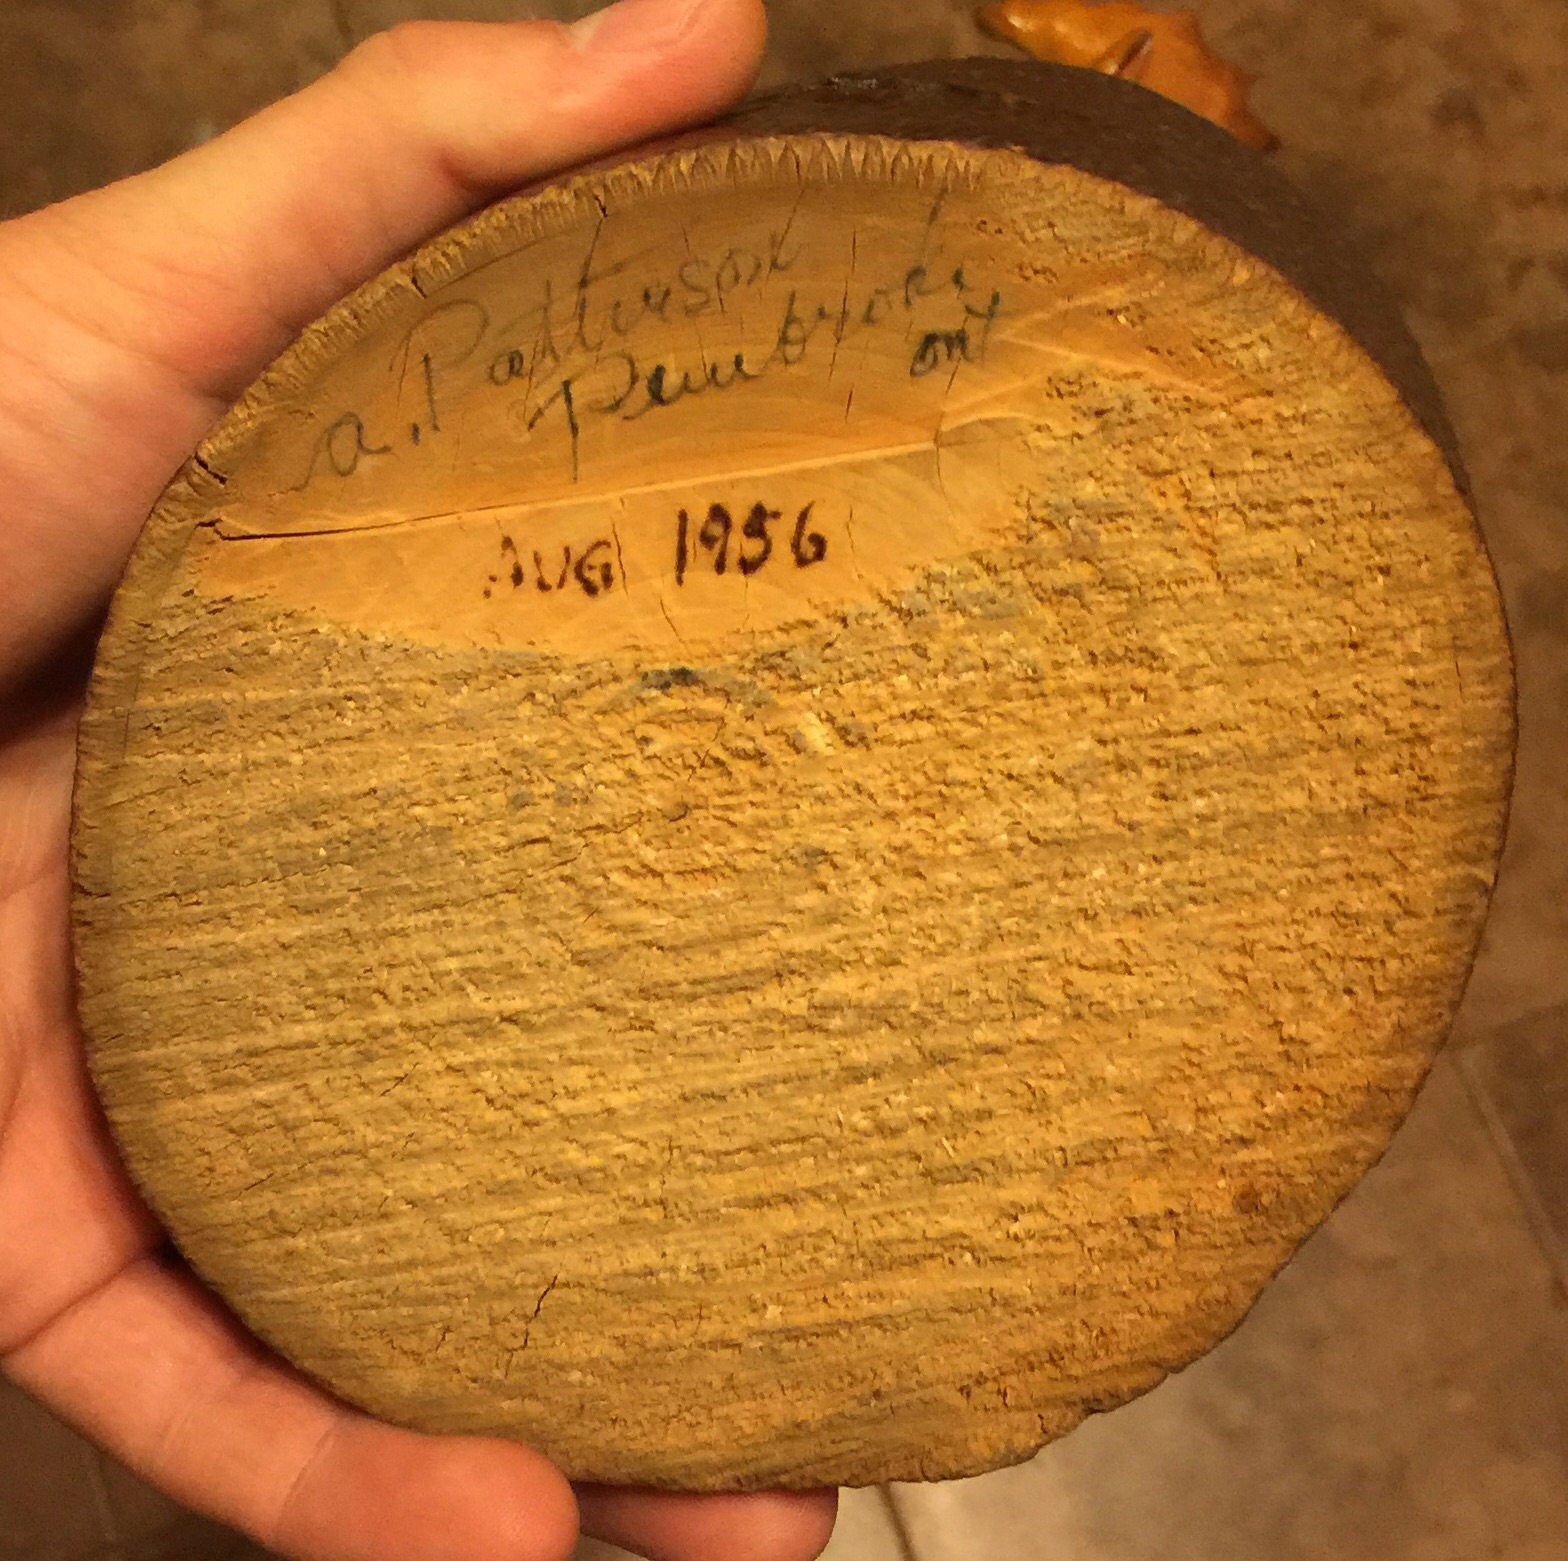 a. Patterson
Pembroke
ont
AUG 1956